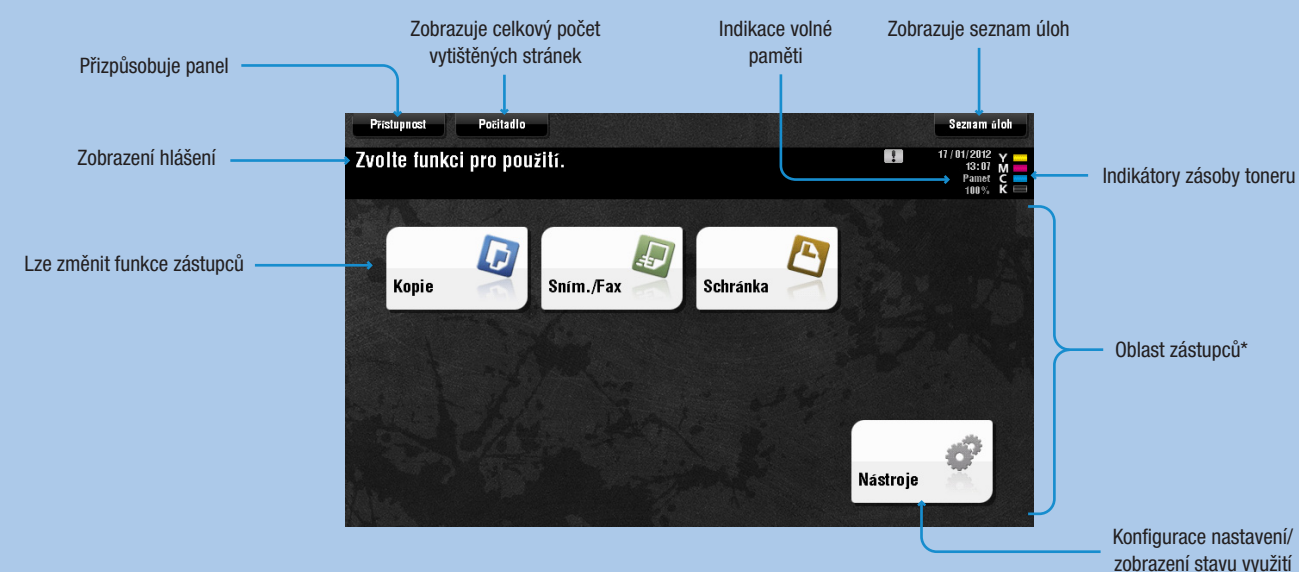 Zobrazuje celkový počet
vytištěných stránek
Indikace volné
paměti
Zobrazuje seznam úloh
Přizpůsobuje panel
Přístupnost
Počitadlo
Seznam úloh
Zobrazení hlášení
Zvolte funkci pro použití.
17/01/2012
13:07
Pamet
100%
Y
M
C
K
Indikátory zásoby toneru
Lze změnit funkce zástupců
Kopie
Sním./Fax
Schránka
Oblast zástupců*
Nástroje
Konfigurace nastavení/
zobrazení stavu využití